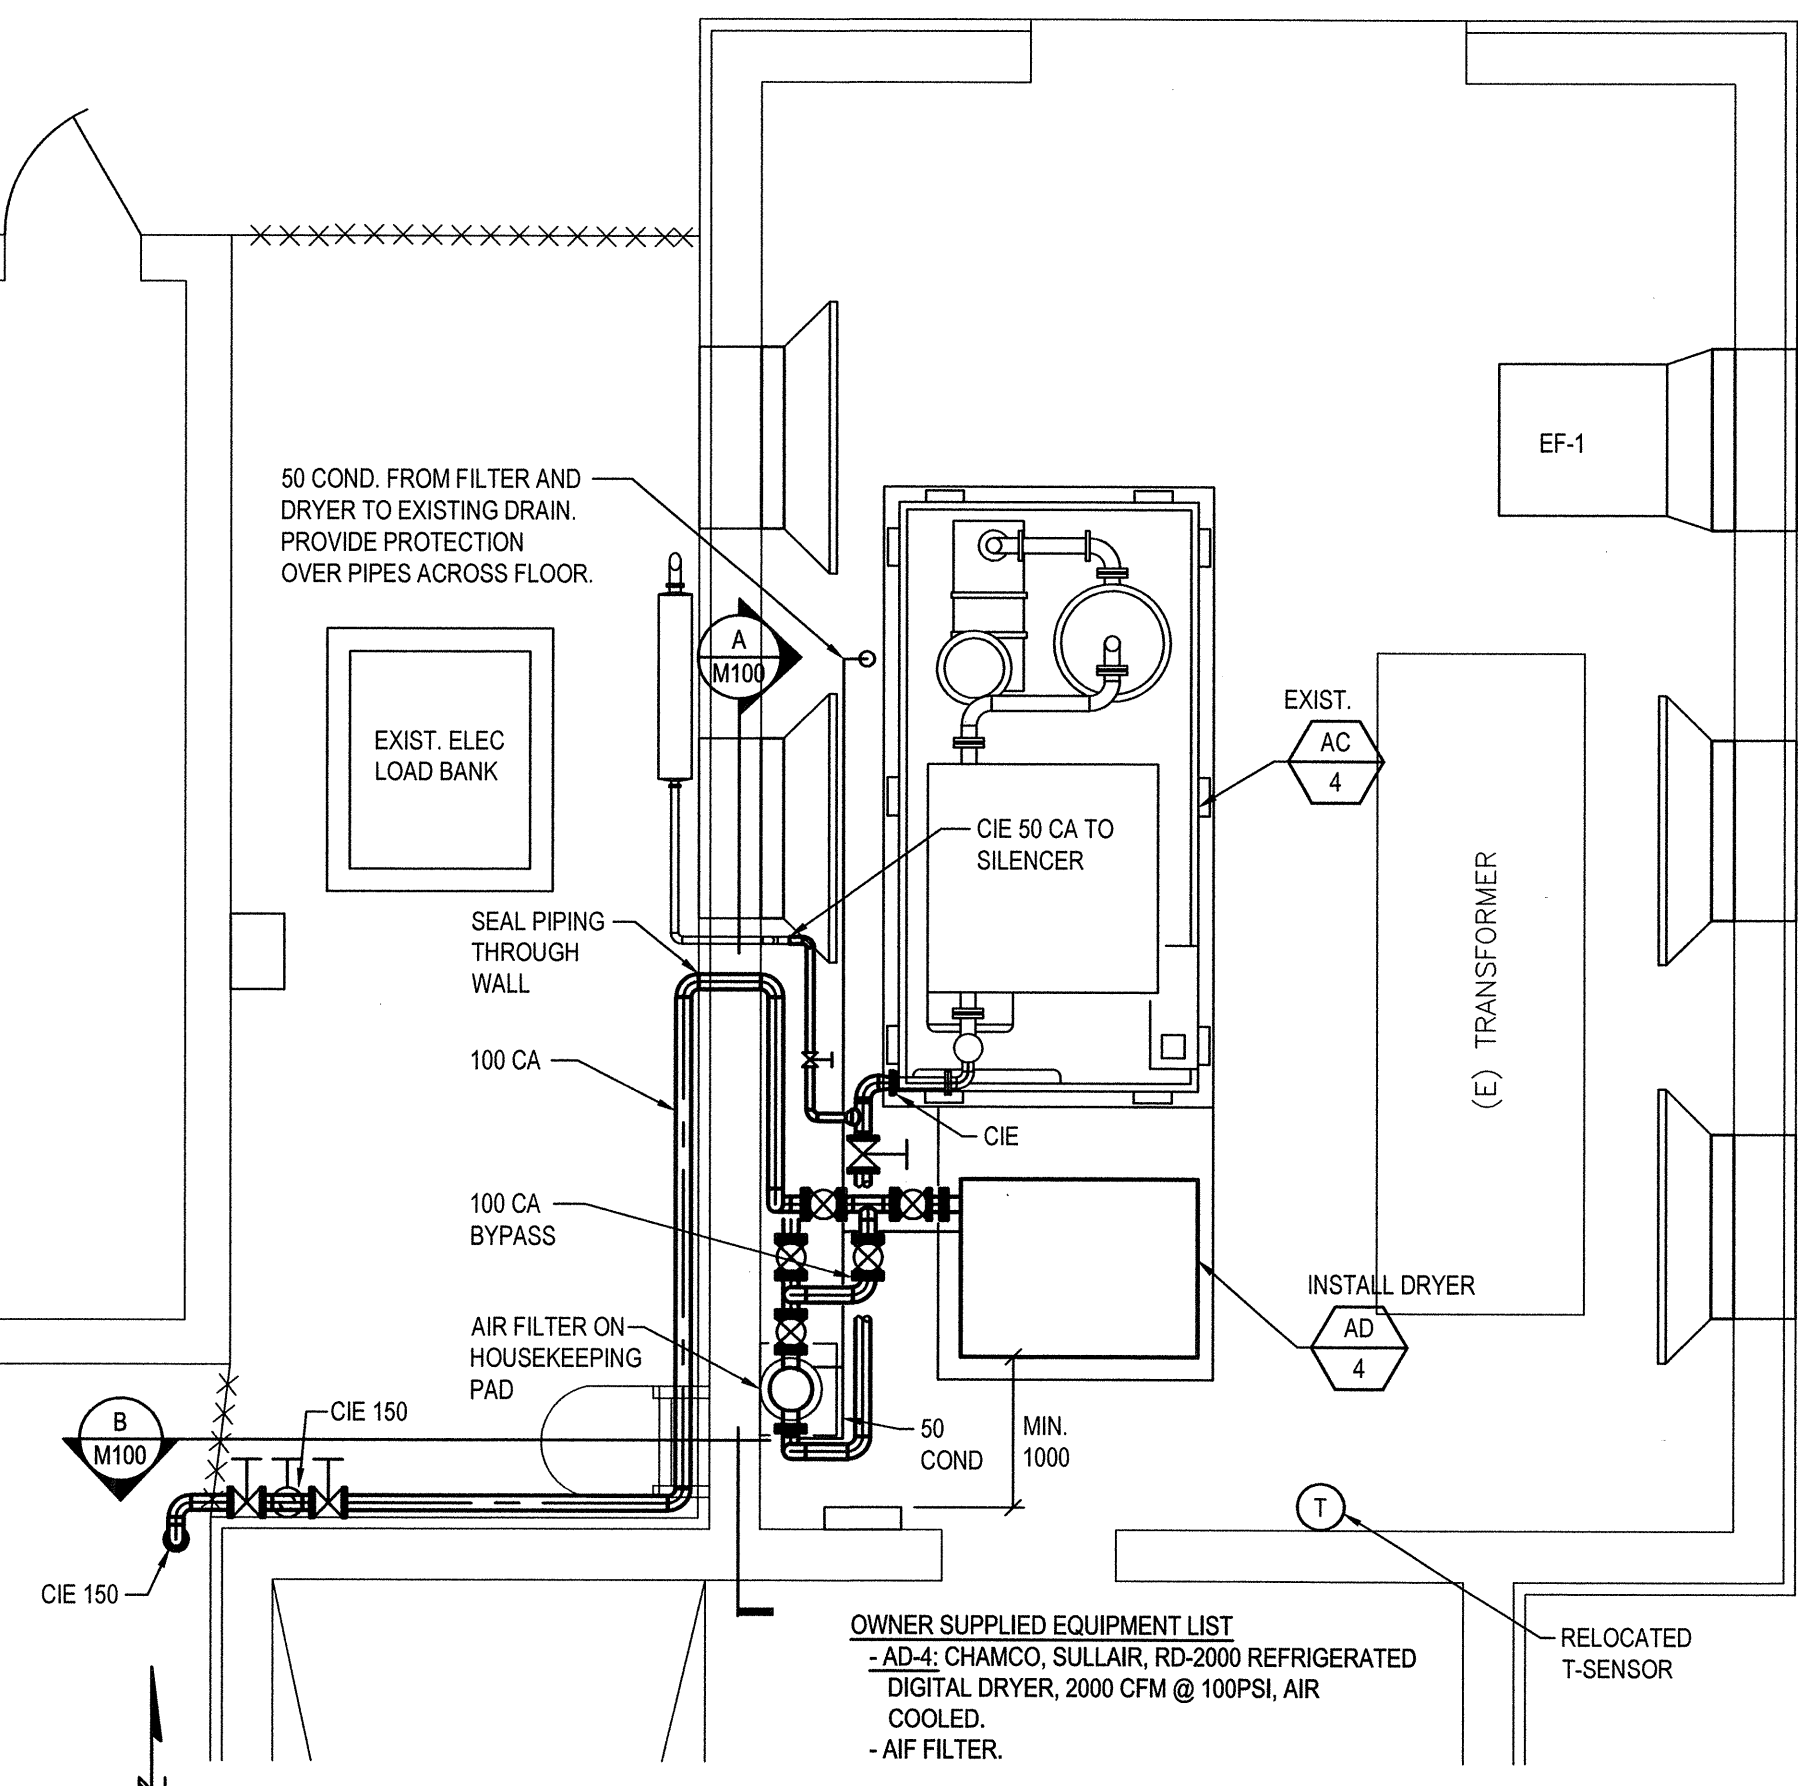 50 COND. FROM FILTER AND
DRYER TO EXISTING DRAIN.
PROVIDE PROTECTION
OVER PIPES ACROSS FLOOR.
EF-1
A
M100
EXIST. ELEC
LOAD BANK
EXIST.
AC
4
CIE 50 CA TO
SILENCER
(E) TRANSFORMER
SEAL PIPING
THROUGH
WALL
100 CA
CIE
100 CA
BYPASS
INSTALL DRYER
AD
4
AIR FILTER ON
HOUSEKEEPING
PAD
B
M100
CIE 150
50
COND
MIN.
1000
T
CIE 150
RELOCATED
T-SENSOR
OWNER SUPPLIED EQUIPMENT LIST
- AD-4: CHAMCO, SULLAIR, RD-2000 REFRIGERATED
DIGITAL DRYER, 2000 CFM @ 100PSI, AIR
COOLED.
- AIF FILTER.